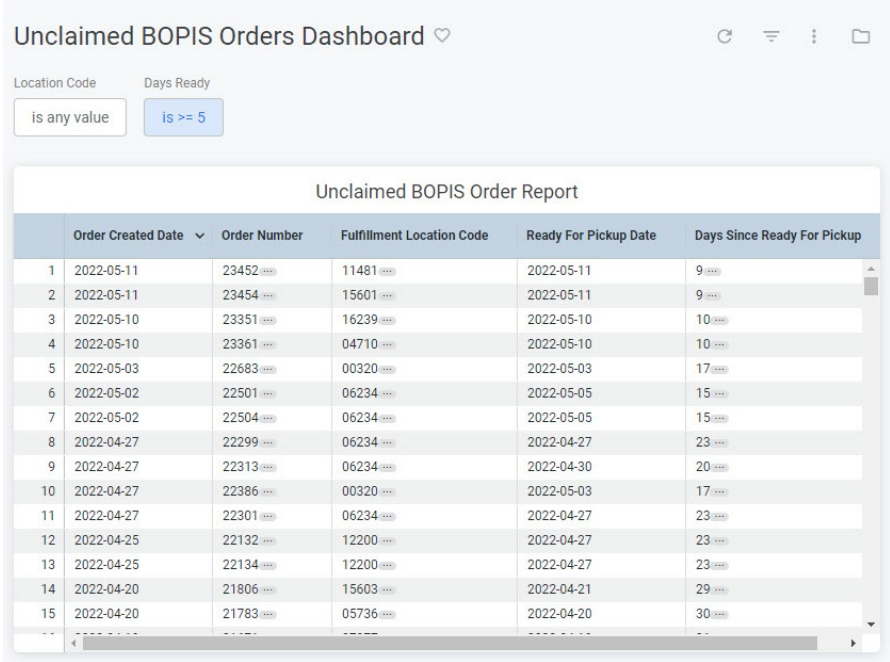 Unclaimed BOPIS Orders Dashboard
Location Code Days Ready
is any value is >= 5
Unclaimed BOPIS Order Report
Order Created Date Order Number Fulfillment Location Code Ready For Pickup Date Days Since Ready For Pickup
1 2022-05-11 23452 ... 11481 ... 2022-05-11 9 ...
2 2022-05-11 23454 ... 15601 ... 2022-05-11 9 ...
3 2022-05-10 23351 ... 16239 ... 2022-05-10 10 ...
4 2022-05-10 23361 ... 04710 ... 2022-05-10 10 ...
5 2022-05-03 22683 ... 00320 ... 2022-05-03 17 ...
6 2022-05-02 22501 ... 06234 ... 2022-05-05 15 ...
7 2022-05-02 22504 ... 06234 ... 2022-05-05 15 ...
8 2022-04-27 22299 ... 06234 ... 2022-04-27 23 ...
9 2022-04-27 22313 ... 06234 ... 2022-04-30 20 ...
10 2022-04-27 22386 ... 00320 ... 2022-05-03 17 ...
11 2022-04-27 22301 ... 06234 ... 2022-04-27 23 ...
12 2022-04-25 22132 ... 12200 ... 2022-04-27 23 ...
13 2022-04-25 22134 ... 12200 ... 2022-04-27 23 ...
14 2022-04-20 21806 ... 15603 ... 2022-04-21 29 ...
15 2022-04-20 21783 ... 05736 ... 2022-04-20 30 ...